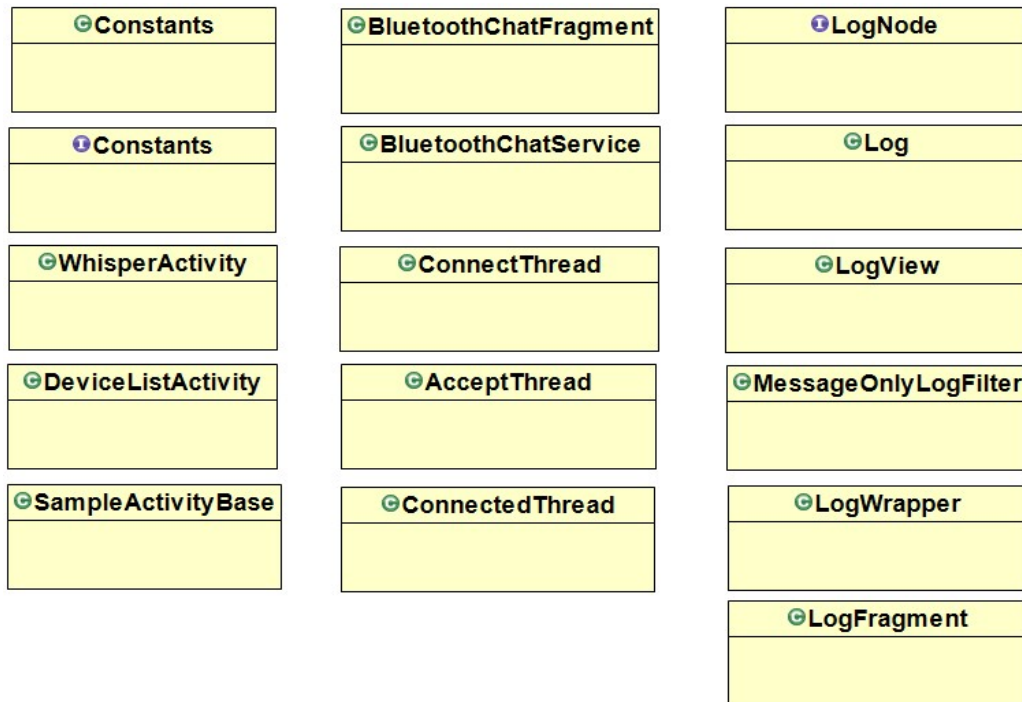 Constants
Constants
WhisperActivity
DeviceListActivity
SampleActivityBase
BluetoothChatFragment
BluetoothChatService
ConnectThread
AcceptThread
ConnectedThread
LogNode
Log
LogView
MessageOnlyLogFilter
LogWrapper
LogFragment